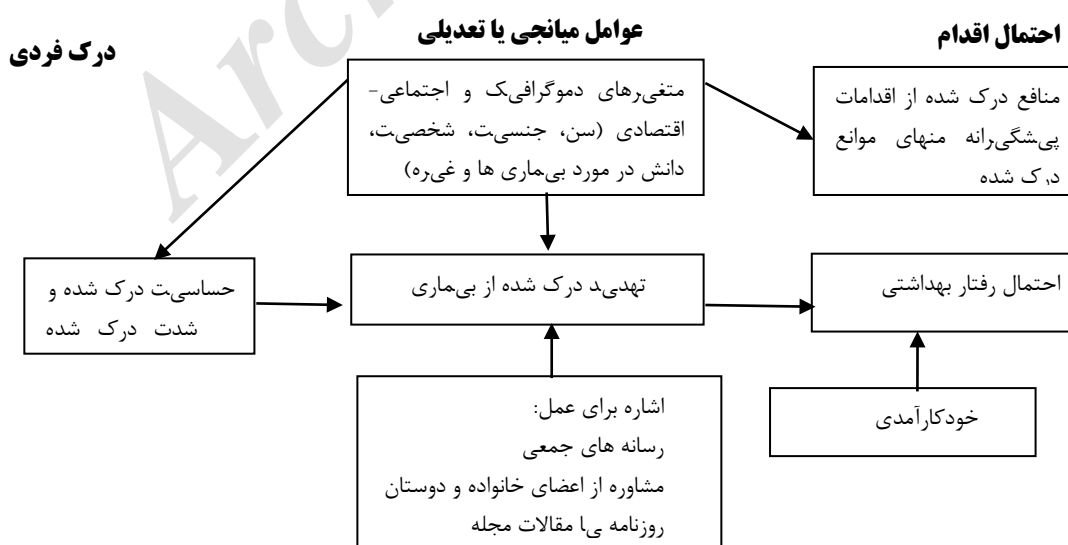 احتمال اقدام
عوامل میانجی یا تعدیلی
درک فردی
منافع درک شده از اقدامات
پیشگیرانه منهای موانع
درک شده
متغیرهای دموگرافیک و اجتماعی-
اقتصادی (سن، جنسیت، شخصیت،
دانش در مورد بیماری ها و غیره)
احتمال رفتار بهداشتی
تهدید درک شده از بیماری
حساسیت درک شده و
شدت درک شده
خودکارآمدی
اشاره برای عمل:
رسانه های جمعی
مشاوره از اعضای خانواده و دوستان
روزنامه یا مقالات مجله